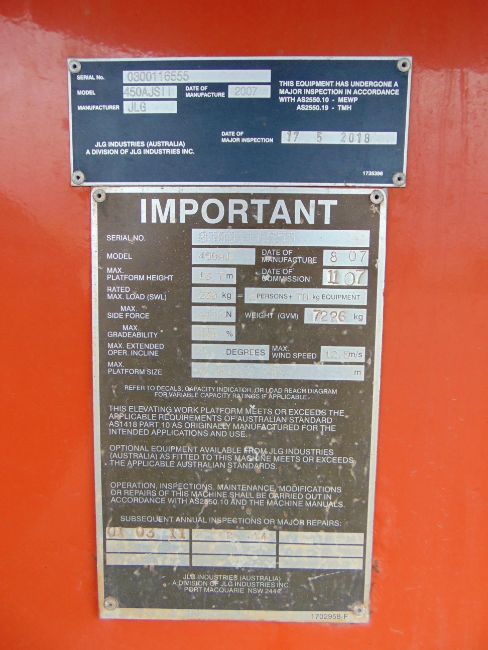 SERIAL No. 0300116555
MODEL 450AJSII DATE OF MANUFACTURE 2007
MANUFACTURER JLG
THIS EQUIPMENT HAS UNDERGONE A
MAJOR INSPECTION IN ACCORDANCE
WITH AS2550.10 - MEWP
AS2550.19 - TMH
DATE OF MAJOR INSPECTION 17 5 2018
JLG INDUSTRIES (AUSTRALIA)
A DIVISION OF JLG INDUSTRIES INC.
1735398
IMPORTANT
SERIAL NO.
MODEL DATE OF MANUFACTURE 8 07
MAX. PLATFORM HEIGHT m DATE OF COMMISSION 11 07
RATED MAX. LOAD (SWL) kg = PERSONS+ kg EQUIPMENT
MAX. SIDE FORCE N WEIGHT (GVM) 7226 kg
MAX. GRADEABILITY %
MAX. EXTENDED OPER. INCLINE DEGREES MAX. WIND SPEED m/s
MAX. PLATFORM SIZE m
REFER TO DECALS, CAPACITY INDICATOR, OR LOAD REACH DIAGRAM
FOR VARIABLE CAPACITY RATINGS IF APPLICABLE.
THIS ELEVATING WORK PLATFORM MEETS OR EXCEEDS THE
APPLICABLE REQUIREMENTS OF AUSTRALIAN STANDARD
AS1418 PART 10 AS ORIGINALLY MANUFACTURED FOR THE
INTENDED APPLICATIONS AND USE.
OPTIONAL EQUIPMENT AVAILABLE FROM JLG INDUSTRIES
(AUSTRALIA) AS FITTED TO THIS MACHINE MEETS OR EXCEEDS
THE APPLICABLE AUSTRALIAN STANDARDS.
OPERATION, INSPECTIONS, MAINTENANCE, MODIFICATIONS
OR REPAIRS OF THIS MACHINE SHALL BE CARRIED OUT IN
ACCORDANCE WITH AS2550.10 AND THE MACHINE MANUALS.
SUBSEQUENT ANNUAL INSPECTIONS OR MAJOR REPAIRS:
01 03 11
JLG INDUSTRIES (AUSTRALIA)
A DIVISION OF JLG INDUSTRIES INC.
PORT MACQUARIE NSW 2444
1702958-F